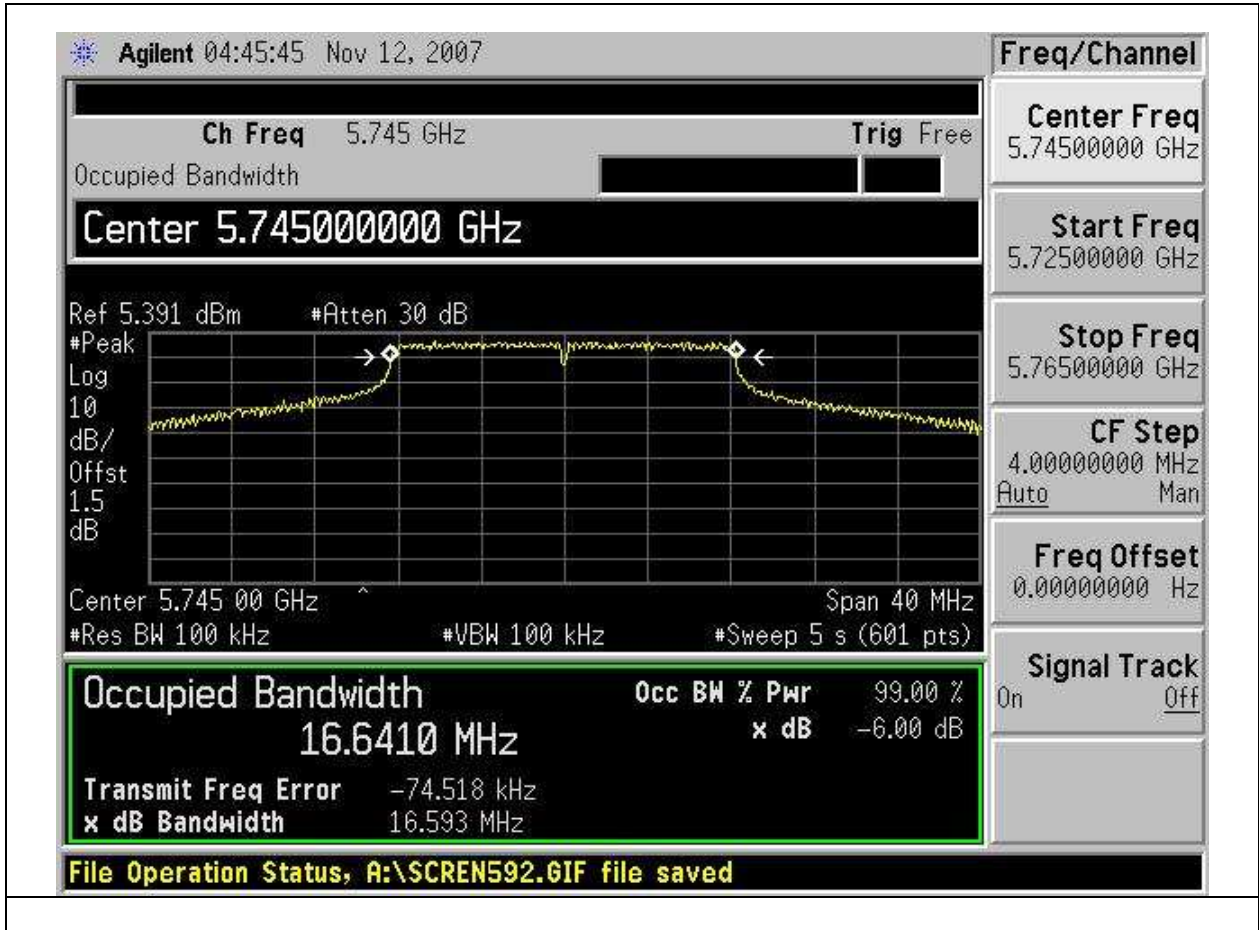 Agilent 04:45:45 Nov 12, 2007
Ch Freq 5.745 GHz Trig Free
Occupied Bandwidth
Center 5.745000000 GHz
Ref 5.391 dBm #Atten 30 dB
#Peak
Log
10
dB/
Offst
1.5
dB
Center 5.745 00 GHz ^ Span 40 MHz
#Res BW 100 kHz #VBW 100 kHz #Sweep 5 s (601 pts)
Occupied Bandwidth Occ BW % Pwr 99.00 %
16.6410 MHz x dB -6.00 dB
Transmit Freq Error -74.518 kHz
x dB Bandwidth 16.593 MHz
File Operation Status, A:\SCREN592.GIF file saved
Freq/Channel
Center Freq
5.74500000 GHz
Start Freq
5.72500000 GHz
Stop Freq
5.76500000 GHz
CF Step
4.00000000 MHz
Auto Man
Freq Offset
0.00000000 Hz
Signal Track
On Off